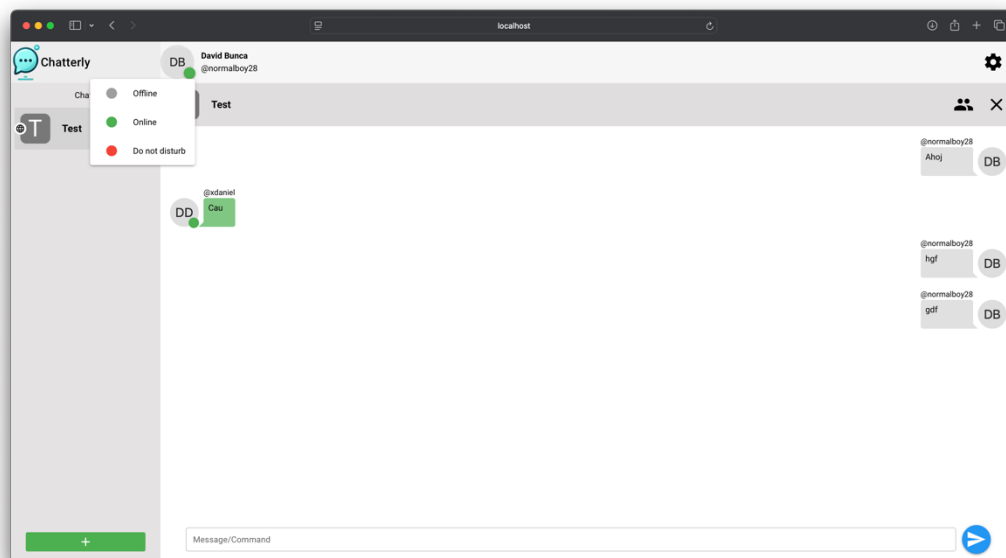 localhost
Chatterly
DB
David Bunca
@normalboy28
Offline
Online
Do not disturb
T
Test
Test
@normalboy28
Ahoj
DB
@xdaniel
DD
Cau
@normalboy28
hgf
DB
@normalboy28
gdf
DB
+
Message/Command